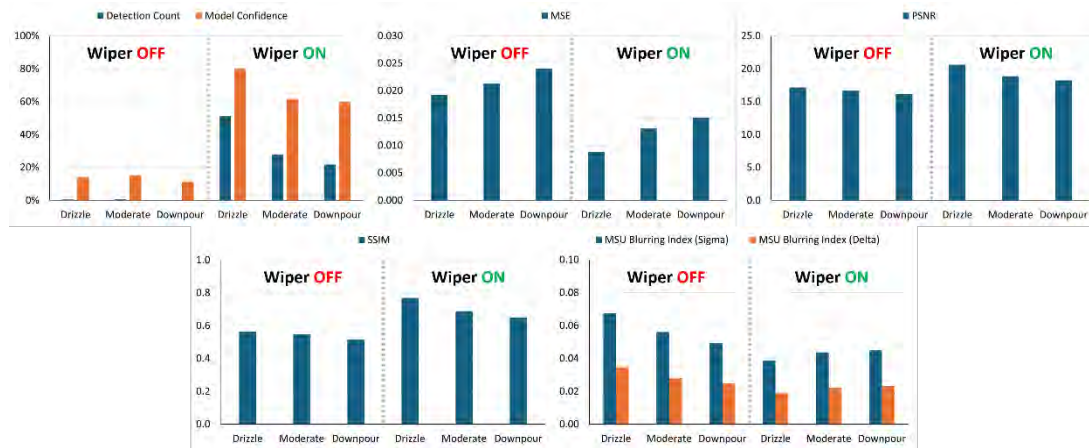 Detection Count Model Confidence
100%
80%
60%
40%
20%
0%
Wiper OFF Wiper ON
Drizzle Moderate Downpour Drizzle Moderate Downpour
MSE
0.030
0.025
0.020
0.015
0.010
0.005
0.000
Wiper OFF Wiper ON
Drizzle Moderate Downpour Drizzle Moderate Downpour
PSNR
25.0
20.0
15.0
10.0
5.0
0.0
Wiper OFF Wiper ON
Drizzle Moderate Downpour Drizzle Moderate Downpour
SSIM
1.0
0.8
0.6
0.4
0.2
0.0
Wiper OFF Wiper ON
Drizzle Moderate Downpour Drizzle Moderate Downpour
MSU Blurring Index (Sigma) MSU Blurring Index (Delta)
0.10
0.08
0.06
0.04
0.02
0.00
Wiper OFF Wiper ON
Drizzle Moderate Downpour Drizzle Moderate Downpour